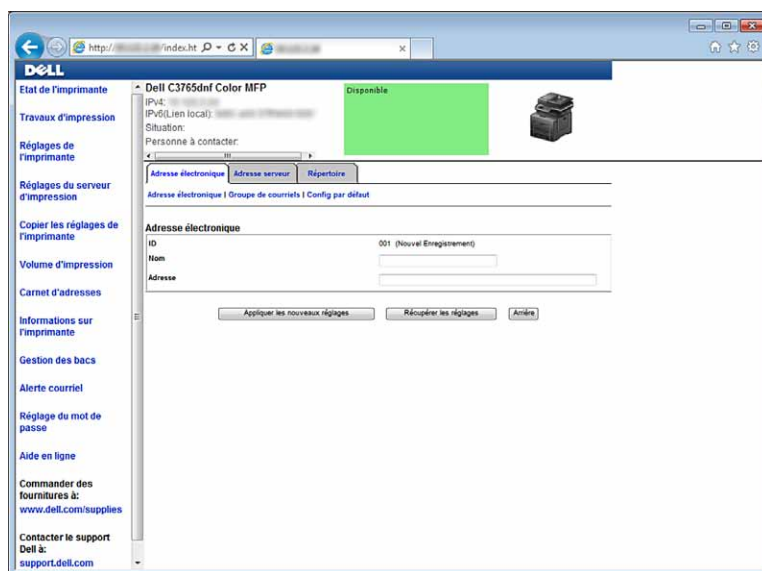 http:// /index.ht
DELL
Etat de l'imprimante
Travaux d'impression
Réglages de
l'imprimante
Réglages du serveur
d'impression
Copier les réglages de
l'imprimante
Volume d'impression
Carnet d'adresses
Informations sur
l'imprimante
Gestion des bacs
Alerte courriel
Réglage du mot de
passe
Aide en ligne
Commander des
fournitures à:
www.dell.com/supplies
Contacter le support
Dell à:
support.dell.com
Dell C3765dnf Color MFP
IPv4:
IPv6(Lien local):
Situation:
Personne à contacter:
Disponible
Adresse électronique Adresse serveur Répertoire
Adresse électronique | Groupe de courriels | Config par défaut
Adresse électronique
ID 001 (Nouvel Enregistrement)
Nom
Adresse
Appliquer les nouveaux réglages Récupérer les réglages Arrière